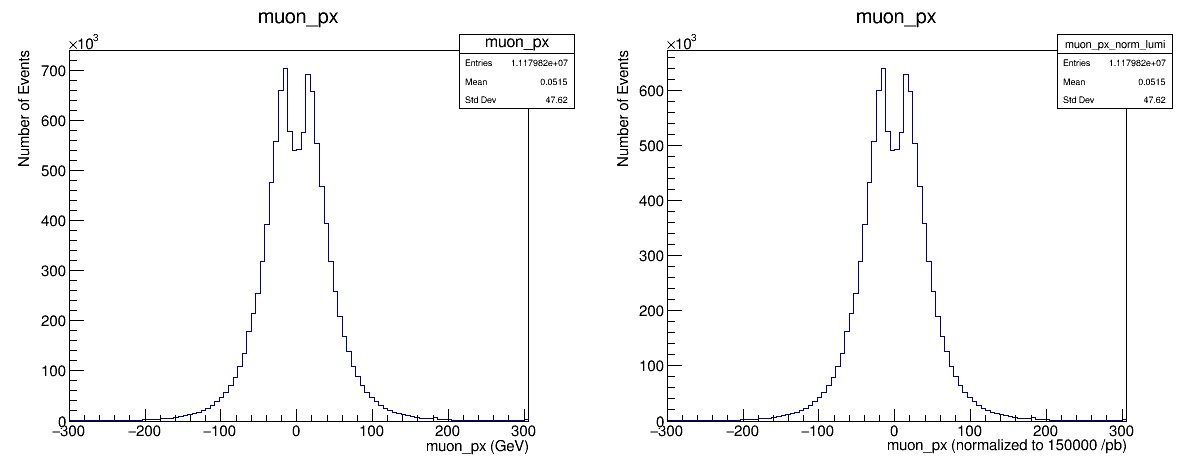 muon_px
×10³
muon_px
Entries 1.117982e+07
Mean 0.0515
Std Dev 47.62
Number of Events
700
600
500
400
300
200
100
0
−300 −200 −100 0 100 200 300
muon_px (GeV)
muon_px
×10³
muon_px_norm_lumi
Entries 1.117982e+07
Mean 0.0515
Std Dev 47.62
Number of Events
600
500
400
300
200
100
0
−300 −200 −100 0 100 200 300
muon_px (normalized to 150000 /pb)